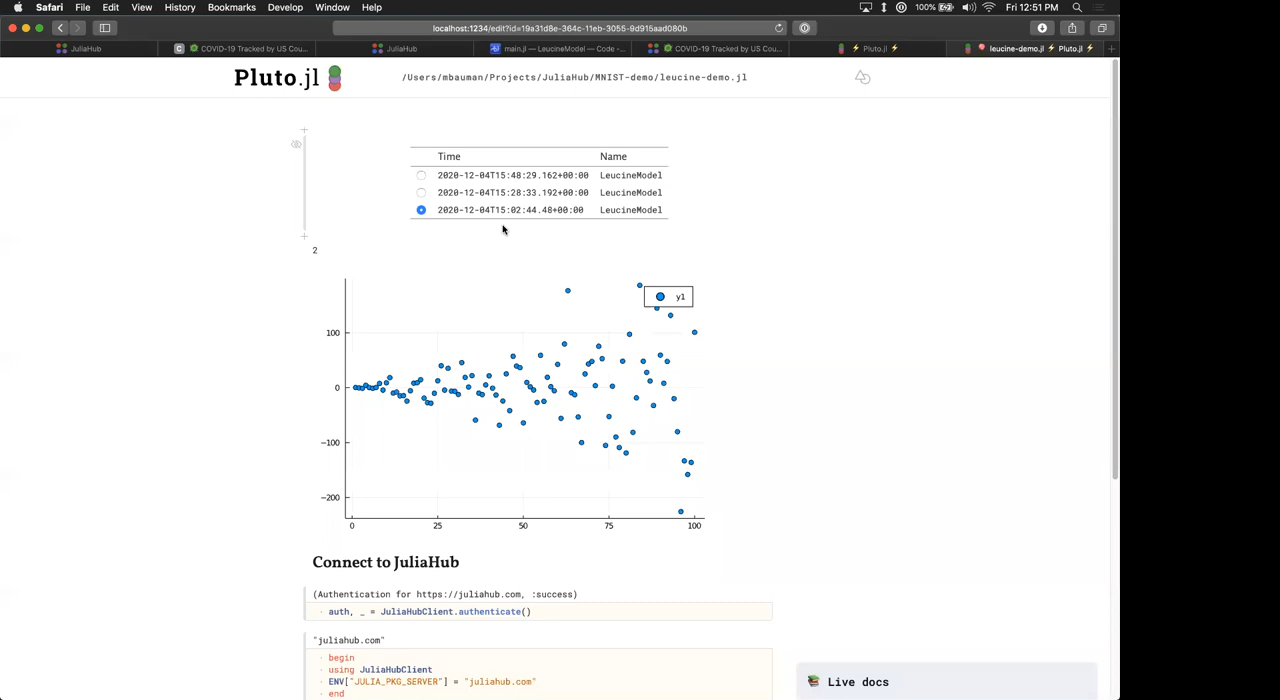 Safari File Edit View History Bookmarks Develop Window Help 100% Fri 12:51 PM
localhost:1234/edit?id=19a31d8e-364c-11eb-3055-9d915aad080b
JuliaHub COVID-19 Tracked by US Cou... JuliaHub main.jl — LeucineModel — Code -... COVID-19 Tracked by US Cou... ⚡ Pluto.jl ⚡ leucine-demo.jl ⚡ Pluto.jl ⚡
Pluto.jl /Users/mbauman/Projects/JuliaHub/MNIST-demo/leucine-demo.jl
Time Name
2020-12-04T15:48:29.162+00:00 LeucineModel
2020-12-04T15:28:33.192+00:00 LeucineModel
2020-12-04T15:02:44.48+00:00 LeucineModel
2
y1
100
0
-100
-200
0 25 50 75 100
Connect to JuliaHub
(Authentication for https://juliahub.com, :success)
auth, _ = JuliaHubClient.authenticate()
"juliahub.com"
begin
using JuliaHubClient
ENV["JULIA_PKG_SERVER"] = "juliahub.com"
end
Live docs